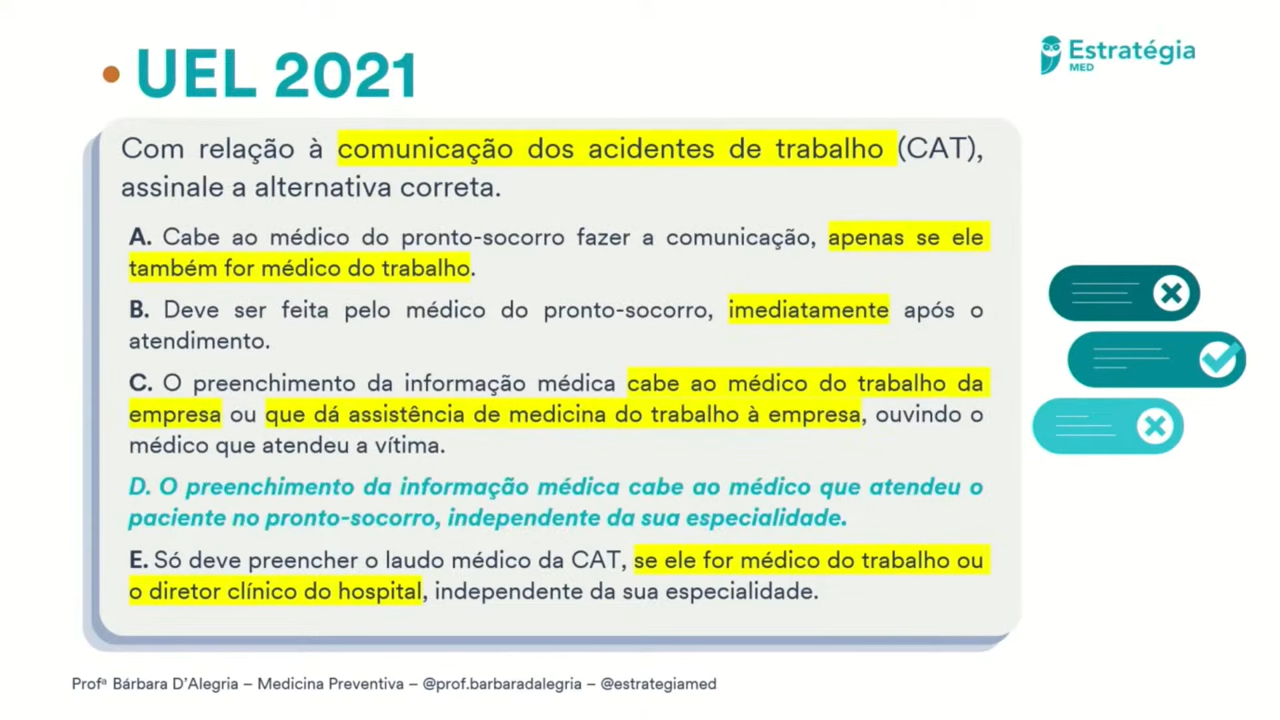 • UEL 2021
Estratégia
MED
Com relação à comunicação dos acidentes de trabalho (CAT),
assinale a alternativa correta.
A. Cabe ao médico do pronto-socorro fazer a comunicação, apenas se ele
também for médico do trabalho.
B. Deve ser feita pelo médico do pronto-socorro, imediatamente após o
atendimento.
C. O preenchimento da informação médica cabe ao médico do trabalho da
empresa ou que dá assistência de medicina do trabalho à empresa, ouvindo o
médico que atendeu a vítima.
D. O preenchimento da informação médica cabe ao médico que atendeu o
paciente no pronto-socorro, independente da sua especialidade.
E. Só deve preencher o laudo médico da CAT, se ele for médico do trabalho ou
o diretor clínico do hospital, independente da sua especialidade.
Profª Bárbara D’Alegria – Medicina Preventiva – @prof.barbaradalegria – @estrategiamed